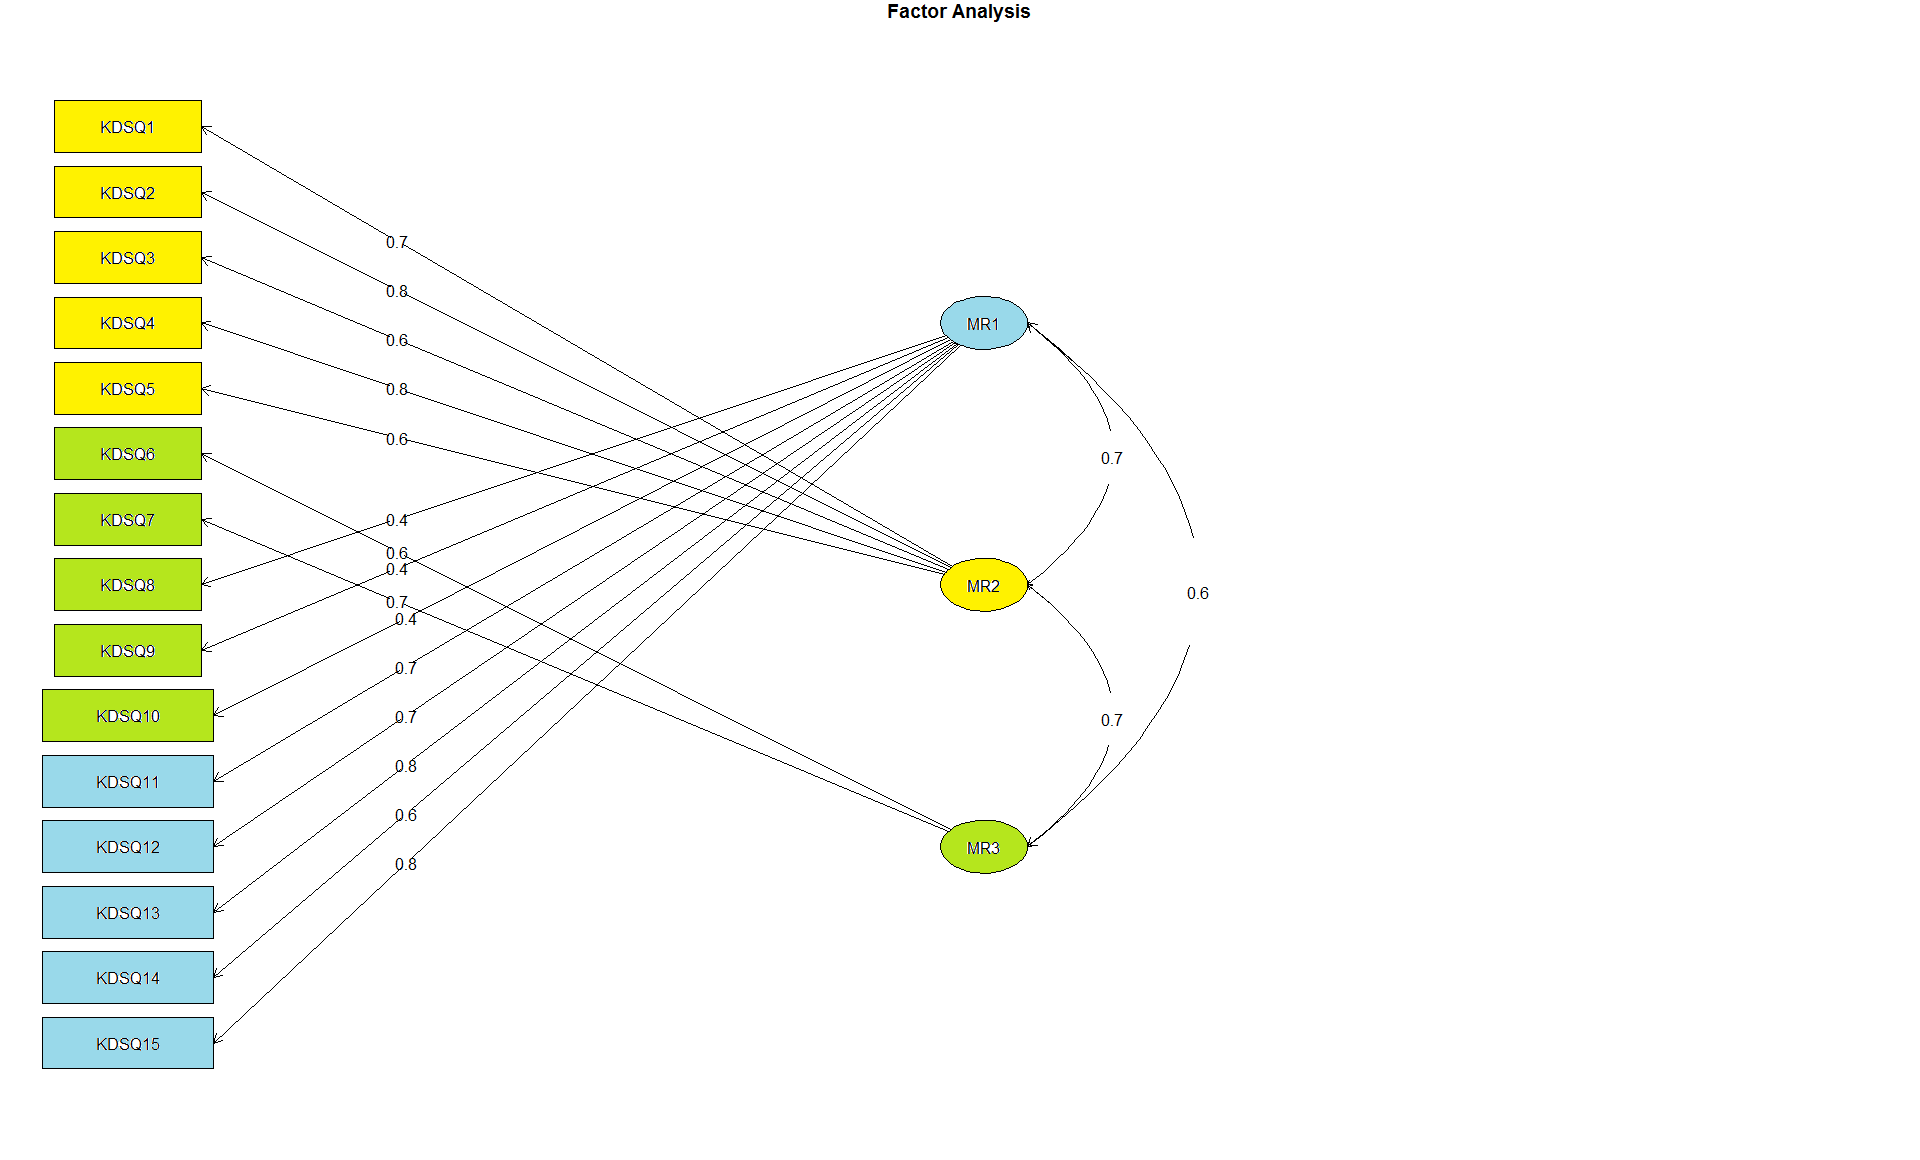 Factor Analysis
KDSQ1
KDSQ2
KDSQ3
KDSQ4
KDSQ5
KDSQ6
KDSQ7
KDSQ8
KDSQ9
KDSQ10
KDSQ11
KDSQ12
KDSQ13
KDSQ14
KDSQ15
0.7
0.8
0.6
0.8
0.6
0.4
0.6
0.4
0.7
0.4
0.7
0.7
0.8
0.6
0.8
MR1
MR2
MR3
0.7
0.6
0.7